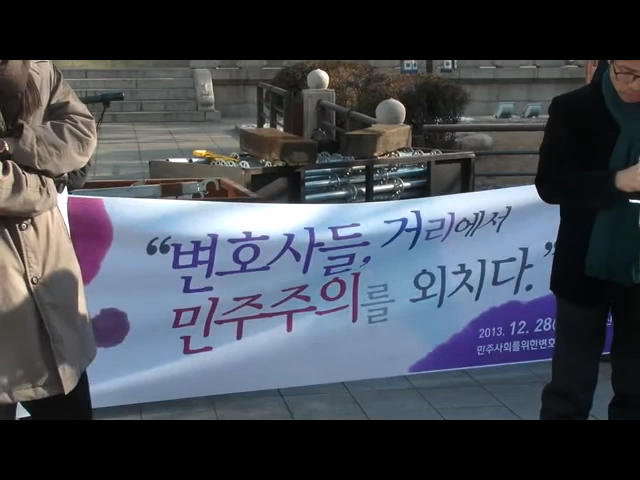 “변호사들, 거리에서
민주주의를 외치다.”
2013. 12. 28(
민주사회를위한변호